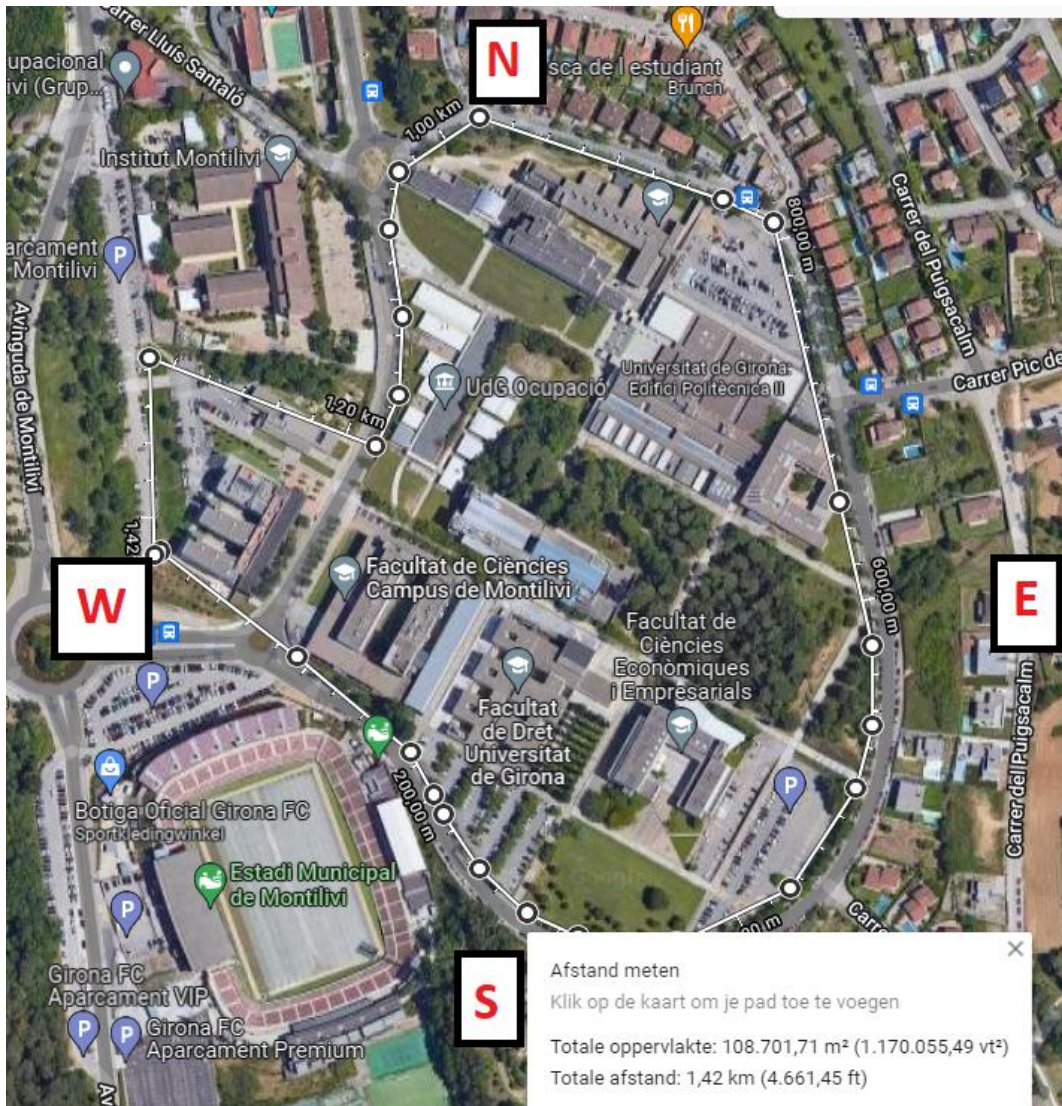 Carrer Lluís Santaló
upacional
ivi (Grup...
N
sca de l'estudiant
Brunch
1,00 km
Institut Montilivi
800,00 m
Carrer del Puigsacalm
arcament
Montilivi
P
Avinguda de Montilivi
Universitat de Girona:
Edifici Politècnica II
UdG Ocupació
Carrer Pic de
1,20 km
1,42
600,00 m
W
E
Facultat de Ciències
Campus de Montilivi
Facultat de
Ciències
Econòmiques
i Empresarials
P
Facultat
de Dret
Universitat
de Girona
Carrer del Puigsacalm
200,00 m
P
Botiga Oficial Girona FC
Sportkledingwinkel
Estadi Municipal
de Montilivi
P
00 m
Carrer
S
Girona FC
Aparcament VIP
P
P
Girona FC
Aparcament Premium
Av
Afstand meten
Klik op de kaart om je pad toe te voegen
Totale oppervlakte: 108.701,71 m² (1.170.055,49 vt²)
Totale afstand: 1,42 km (4.661,45 ft)